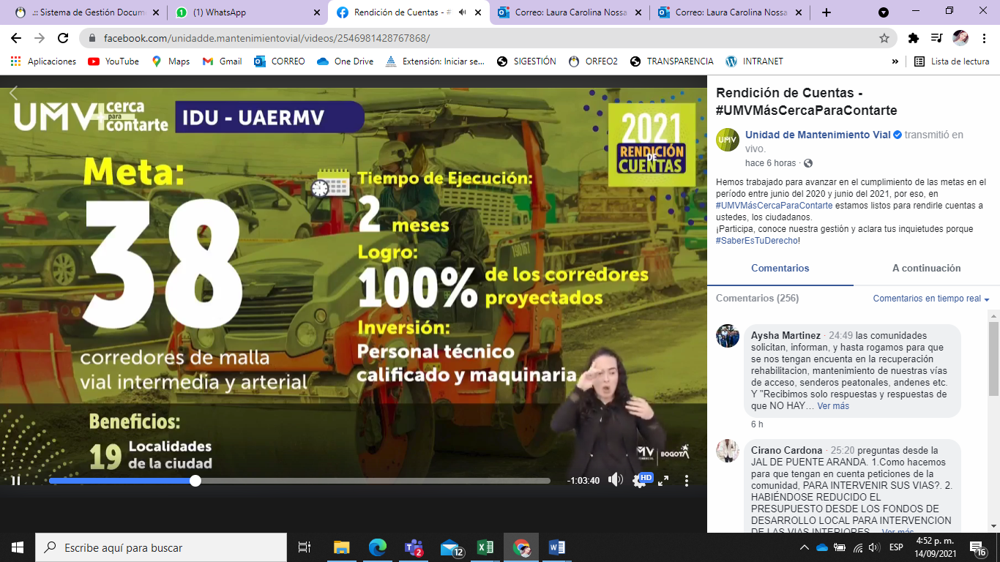 .:: Sistema de Gestión Docum
(1) WhatsApp
Rendición de Cuentas - #
Correo: Laura Carolina Nossa
Correo: Laura Carolina Nossa
facebook.com/unidadde.mantenimientovial/videos/2546981428767868/
Aplicaciones
YouTube
Maps
Gmail
CORREO
One Drive
Extensión: Iniciar se...
SIGESTIÓN
ORFEO2
TRANSPARENCIA
INTRANET
»
Lista de lectura
UMV+ cerca
para
contarte
IDU - UAERMV
2021
RENDICIÓN
DE
CUENTAS
Meta:
38
corredores de malla
vial intermedia y arterial
Beneficios:
19 Localidades
de la ciudad
Tiempo de Ejecución:
2 meses
Logro:
100% de los corredores
proyectados
Inversión:
Personal técnico
calificado y maquinaria
190167
MV
BOGOTÁ
-1:03:40
HD
Rendición de Cuentas -
#UMVMásCercaParaContarte
UMV
Unidad de Mantenimiento Vial transmitió en
vivo.
hace 6 horas ·
Hemos trabajado para avanzar en el cumplimiento de las metas en el
período entre junio del 2020 y junio del 2021, por eso, en
#UMVMásCercaParaContarte estamos listos para rendirle cuentas a
ustedes, los ciudadanos.
¡Participa, conoce nuestra gestión y aclara tus inquietudes porque
#SaberEsTuDerecho!
Comentarios
A continuación
Comentarios (256)
Comentarios en tiempo real
Aysha Martinez · 24:49 las comunidades
solicitan, informan, y hasta rogamos para que
se nos tengan encuenta en la recuperación
rehabilitacion, mantenimiento de nuestras vías
de acceso, senderos peatonales, andenes etc.
Y "Recibimos solo respuestas y respuestas de
que NO HAY… Ver más
6 h
Cirano Cardona · 25:20 preguntas desde la
JAL DE PUENTE ARANDA. 1.Como hacemos
para que tengan en cuenta peticiones de la
comunidad, PARA INTERVENIR SUS VIAS?. 2.
HABIÉNDOSE REDUCIDO EL
PRESUPUESTO DESDE LOS FONDOS DE
DESARROLLO LOCAL PARA INTERVENCION
DE LAS VIAS INTERIORES… Ver más
Escribe aquí para buscar
2
12
ESP
4:52 p. m.
14/09/2021
16